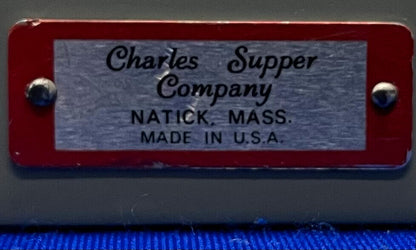 Charles Supper
Company
NATICK, MASS.
MADE IN U.S.A.